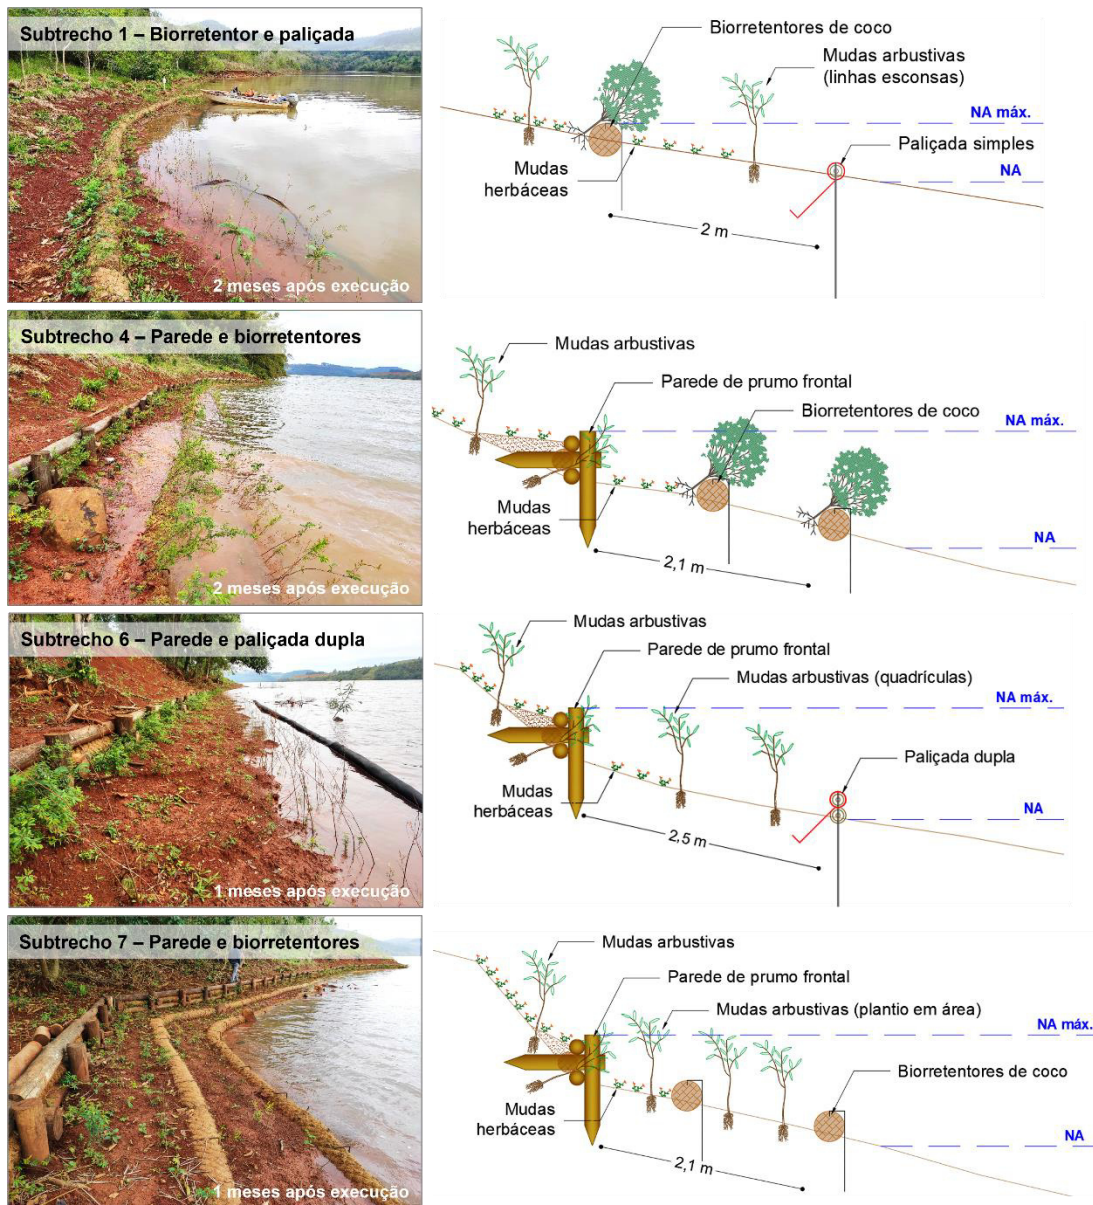 Subtrecho 1 – Biorretentor e paliçada
2 meses após execução
Biorretentores de coco
Mudas arbustivas
(linhas esconsas)
NA máx.
Paliçada simples
NA
Mudas
herbáceas
2 m
Subtrecho 4 – Parede e biorretentores
2 meses após execução
Mudas arbustivas
Parede de prumo frontal
Biorretentores de coco
NA máx.
Mudas
herbáceas
NA
2,1 m
Subtrecho 6 – Parede e paliçada dupla
1 meses após execução
Mudas arbustivas
Parede de prumo frontal
Mudas arbustivas (quadrículas)
NA máx.
Paliçada dupla
Mudas
herbáceas
NA
2,5 m
Subtrecho 7 – Parede e biorretentores
1 meses após execução
Mudas arbustivas
Parede de prumo frontal
Mudas arbustivas (plantio em área)
NA máx.
Biorretentores de coco
Mudas
herbáceas
NA
2,1 m